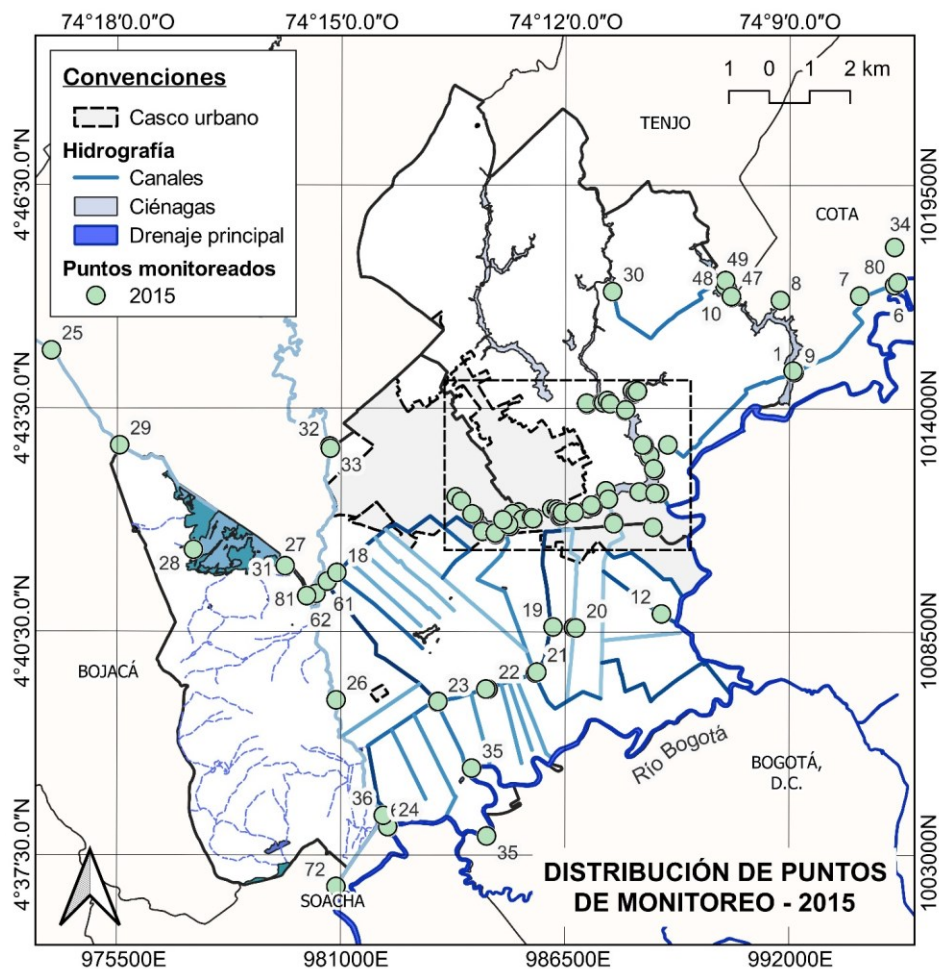 74°18.0'O 74°15.0'O 74°12.0'O 74°90.0'O
Convenciones
Casco urbano
Hidrografía
Canales
Ciénagas
Drenaje principal
Puntos monitoreados
2015
1 0 1 2 km
TENJO
COTA
4°46'30.0"N
1019500N
34
30
49
48 47
10
8
7
80
6
25
1 9
4°43'30.0"N
1014000N
29
32
33
28
27
31
18
81
61
62
19
20
12
4°40'30.0"N
1008500N
BOJACÁ
21
26
23
22
35
Río Bogotá
BOGOTÁ,
D.C.
36
24
35
72
SOACHA
4°37'30.0"N
1003000N
DISTRIBUCIÓN DE PUNTOS
DE MONITOREO - 2015
975500E 981000E 986500E 992000E